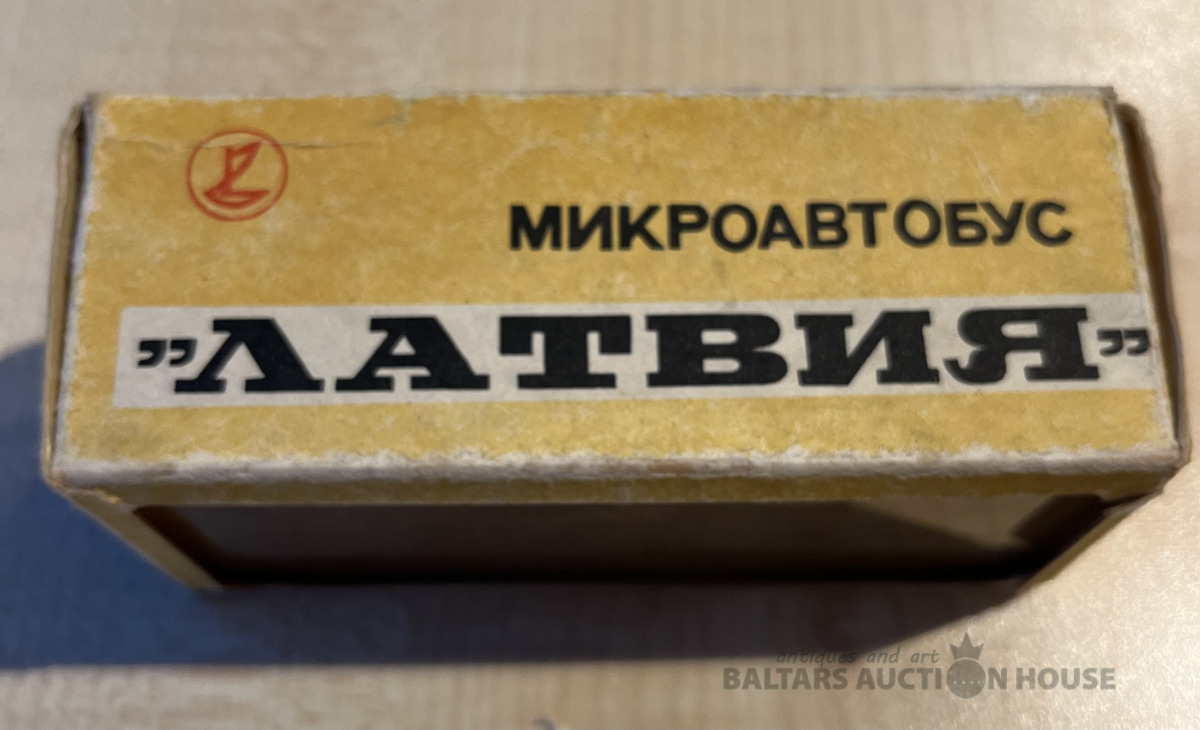 МИКРОАВТОБУС
„ЛАТВИЯ”
antiques and art
BALTARS AUCTION HOUSE